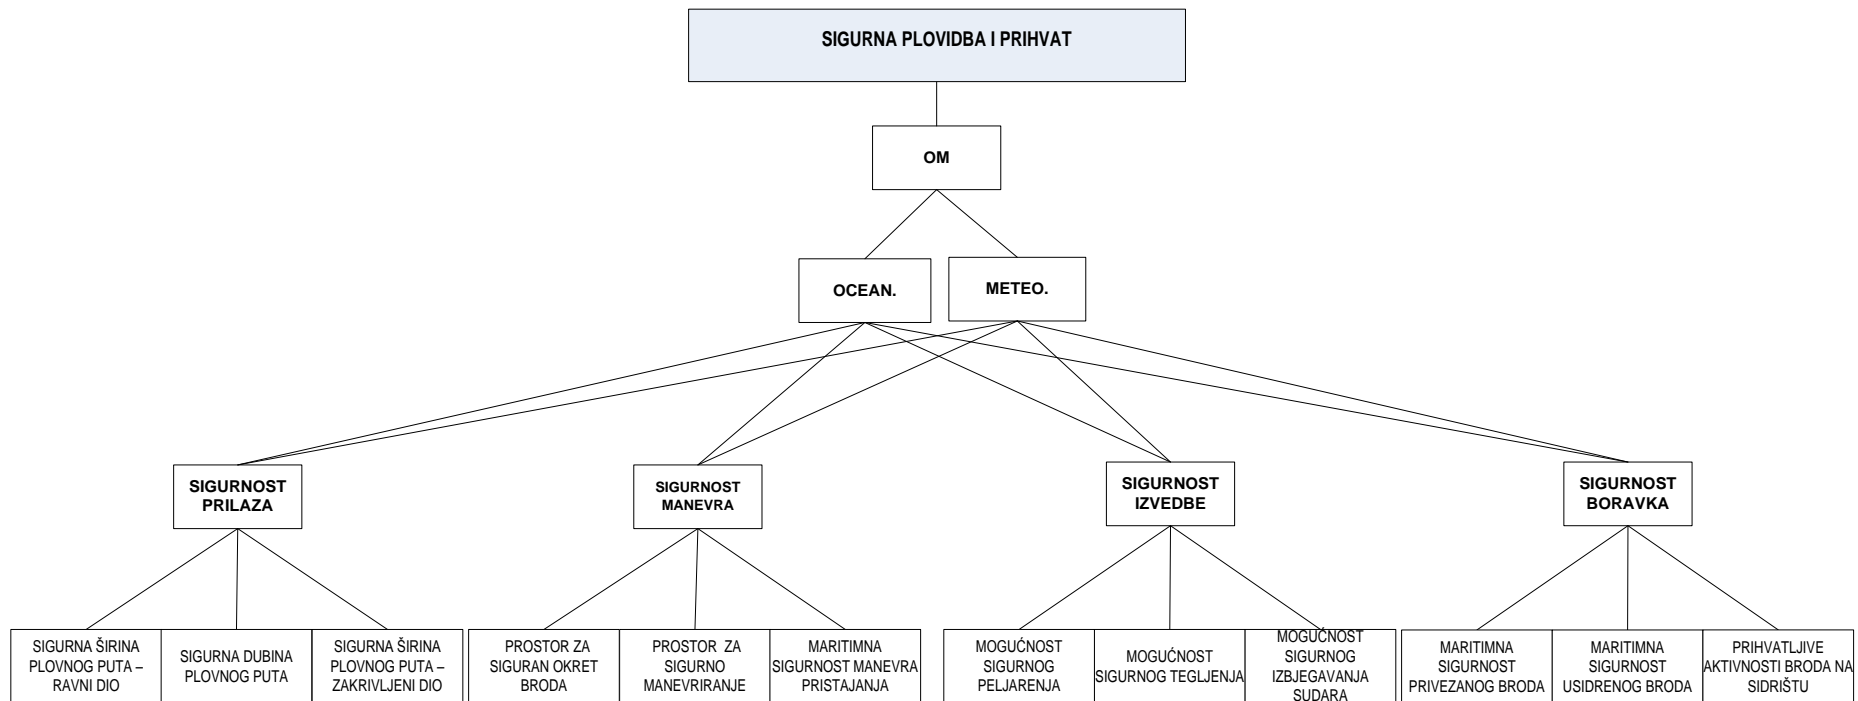 SIGURNA PLOVIDBA I PRIHVAT
OM
OCEAN.
METEO.
SIGURNOST
PRILAZA
SIGURNOST
MANEVRA
SIGURNOST
IZVEDBE
SIGURNOST
BORAVKA
SIGURNA ŠIRINA
PLOVNOG PUTA –
RAVNI DIO
SIGURNA DUBINA
PLOVNOG PUTA
SIGURNA ŠIRINA
PLOVNOG PUTA –
ZAKRIVLJENI DIO
PROSTOR ZA
SIGURAN OKRET
BRODA
PROSTOR ZA
SIGURNO
MANEVRIRANJE
MARITIMNA
SIGURNOST MANEVRA
PRISTAJANJA
MOGUĆNOST
SIGURNOG
PELJARENJA
MOGUĆNOST
SIGURNOG TEGLJENJA
MOGUĆNOST
SIGURNOG
IZBJEGAVANJA
SUDARA
MARITIMNA
SIGURNOST
PRIVEZANOG BRODA
MARITIMNA
SIGURNOST
USIDRENOG BRODA
PRIHVATLJIVE
AKTIVNOSTI BRODA NA
SIDRIŠTU